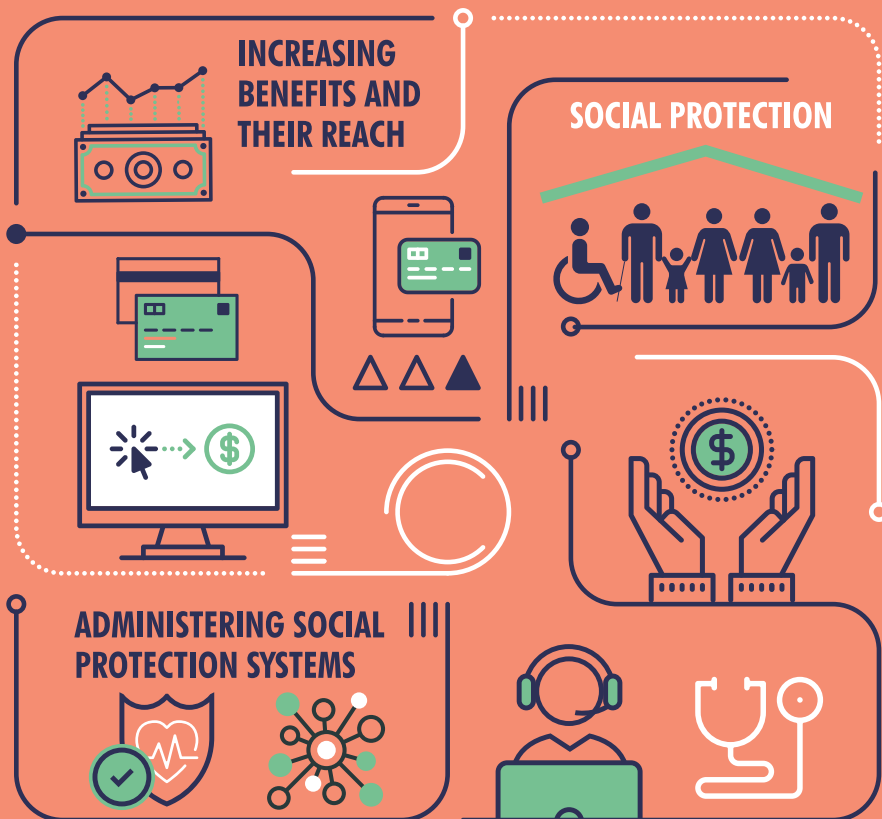 INCREASING
BENEFITS AND
THEIR REACH
SOCIAL PROTECTION
$
$
ADMINISTERING SOCIAL
PROTECTION SYSTEMS